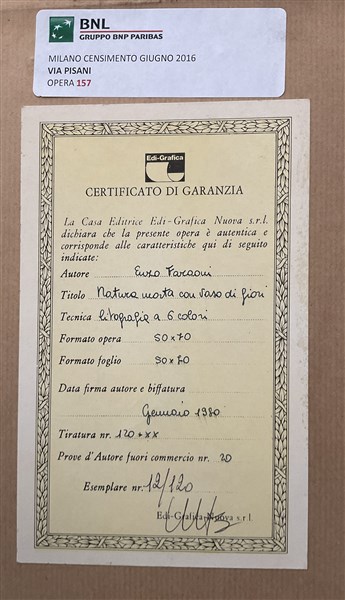 BNL
GRUPPO BNP PARIBAS
MILANO CENSIMENTO GIUGNO 2016
VIA PISANI
OPERA 157
Edi-Grafica
CERTIFICATO DI GARANZIA
La Casa Editrice Edi-Grafica Nuova s.r.l.
dichiara che la presente opera è autentica e
corrisponde alle caratteristiche qui di seguito
indicate:
Autore Enzo Faraoni
Titolo Natura morta con vaso di fiori
Tecnica litografia a 6 colori
Formato opera 50x70
Formato foglio 50x70
Data firma autore e biffatura
Gennaio 1980
Tiratura nr. 120+XX
Prove d'Autore fuori commercio nr. 20
Esemplare nr. 12/120
Edi-Grafica Nuova s.r.l.